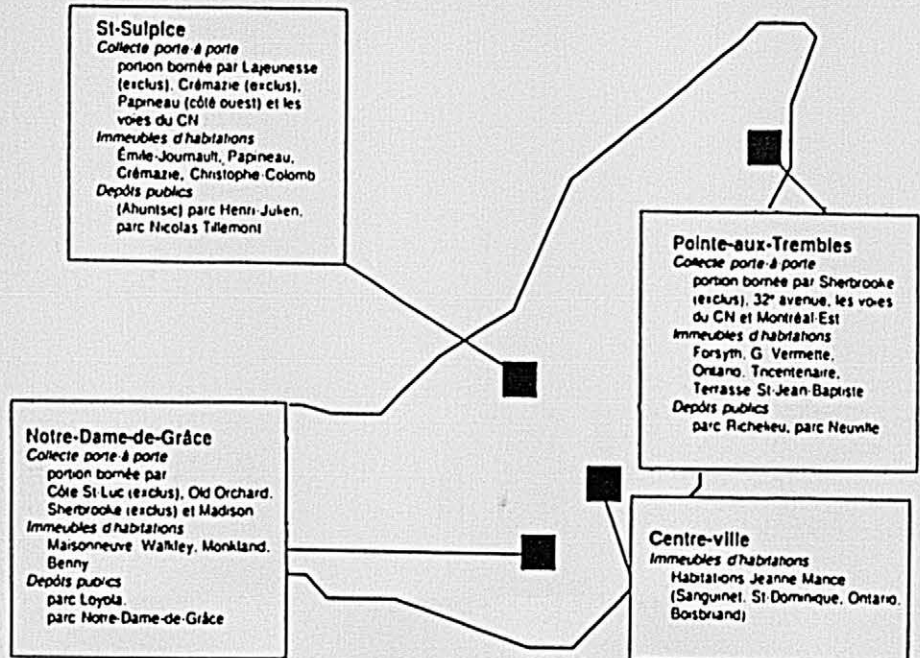 St-Sulpice
Collecte porte-à-porte
portion bornée par Lajeunesse
(exclus), Crémazie (exclus),
Papineau (côté ouest) et les
voies du CN
Immeubles d'habitations
Émile-Journault, Papineau,
Crémazie, Christophe-Colomb
Depôts publics
(Ahuntsic) parc Henri-Julien,
parc Nicolas Tillemont
Pointe-aux-Trembles
Collecte porte-à-porte
portion bornée par Sherbrooke
(exclus), 32e avenue, les voies
du CN et Montréal-Est
Immeubles d'habitations
Forsyth, G. Vermette,
Ontario, Tricentenaire,
Terrasse St-Jean-Baptiste
Depôts publics
parc Richelieu, parc Neuville
Notre-Dame-de-Grâce
Collecte porte-à-porte
portion bornée par
Côte St-Luc (exclus), Old Orchard,
Sherbrooke (exclus) et Madison
Immeubles d'habitations
Maisonneuve Walkley, Monkland,
Benny
Depôts publics
parc Loyola,
parc Notre-Dame-de-Grâce
Centre-ville
Immeubles d'habitations
Habitations Jeanne Mance
(Sanguinet, St-Dominique, Ontario,
Boisbriand)